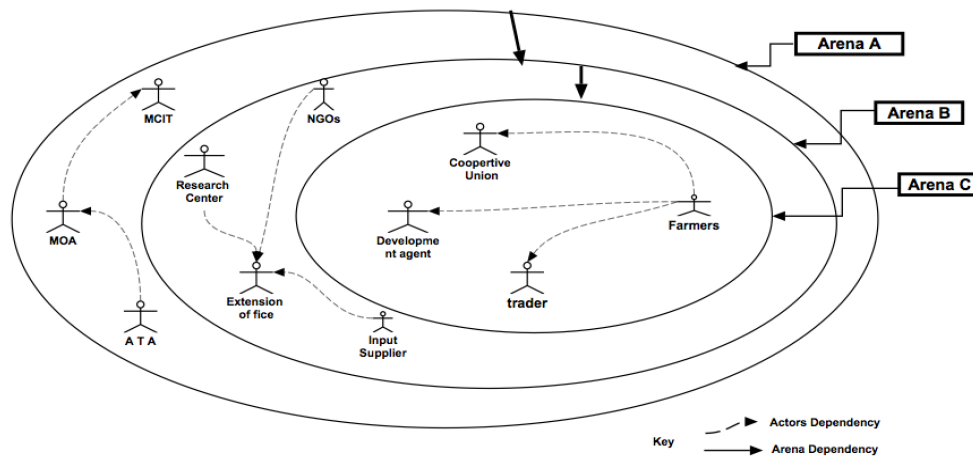 Arena A
MCIT
NGOs
Arena B
Coopertive
Union
Research
Center
Arena C
MOA
Developme
nt agent
Farmers
Extension
of fice
trader
A T A
Input
Supplier
Key
Actors Dependency
Arena Dependency